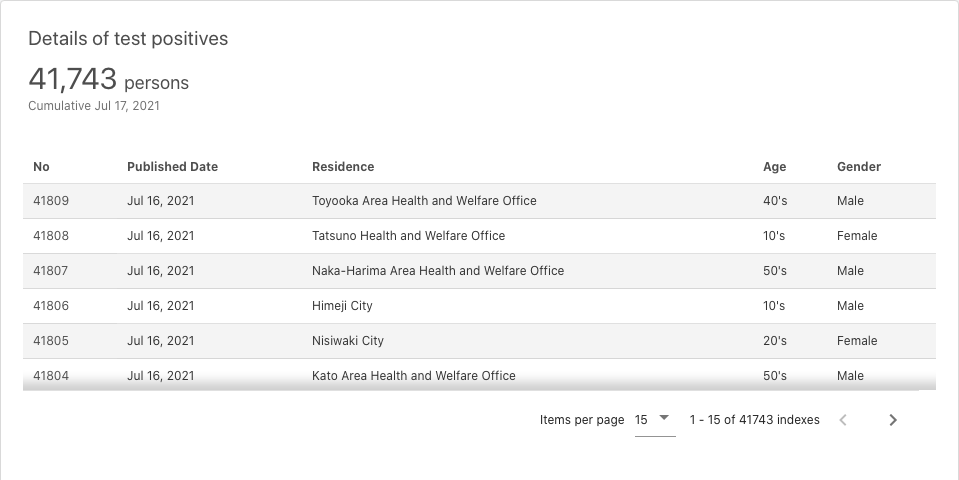 Details of test positives
41,743 persons
Cumulative Jul 17, 2021
No Published Date Residence Age Gender
41809 Jul 16, 2021 Toyooka Area Health and Welfare Office 40's Male
41808 Jul 16, 2021 Tatsuno Health and Welfare Office 10's Female
41807 Jul 16, 2021 Naka-Harima Area Health and Welfare Office 50's Male
41806 Jul 16, 2021 Himeji City 10's Male
41805 Jul 16, 2021 Nisiwaki City 20's Female
41804 Jul 16, 2021 Kato Area Health and Welfare Office 50's Male
Items per page 15 1 - 15 of 41743 indexes